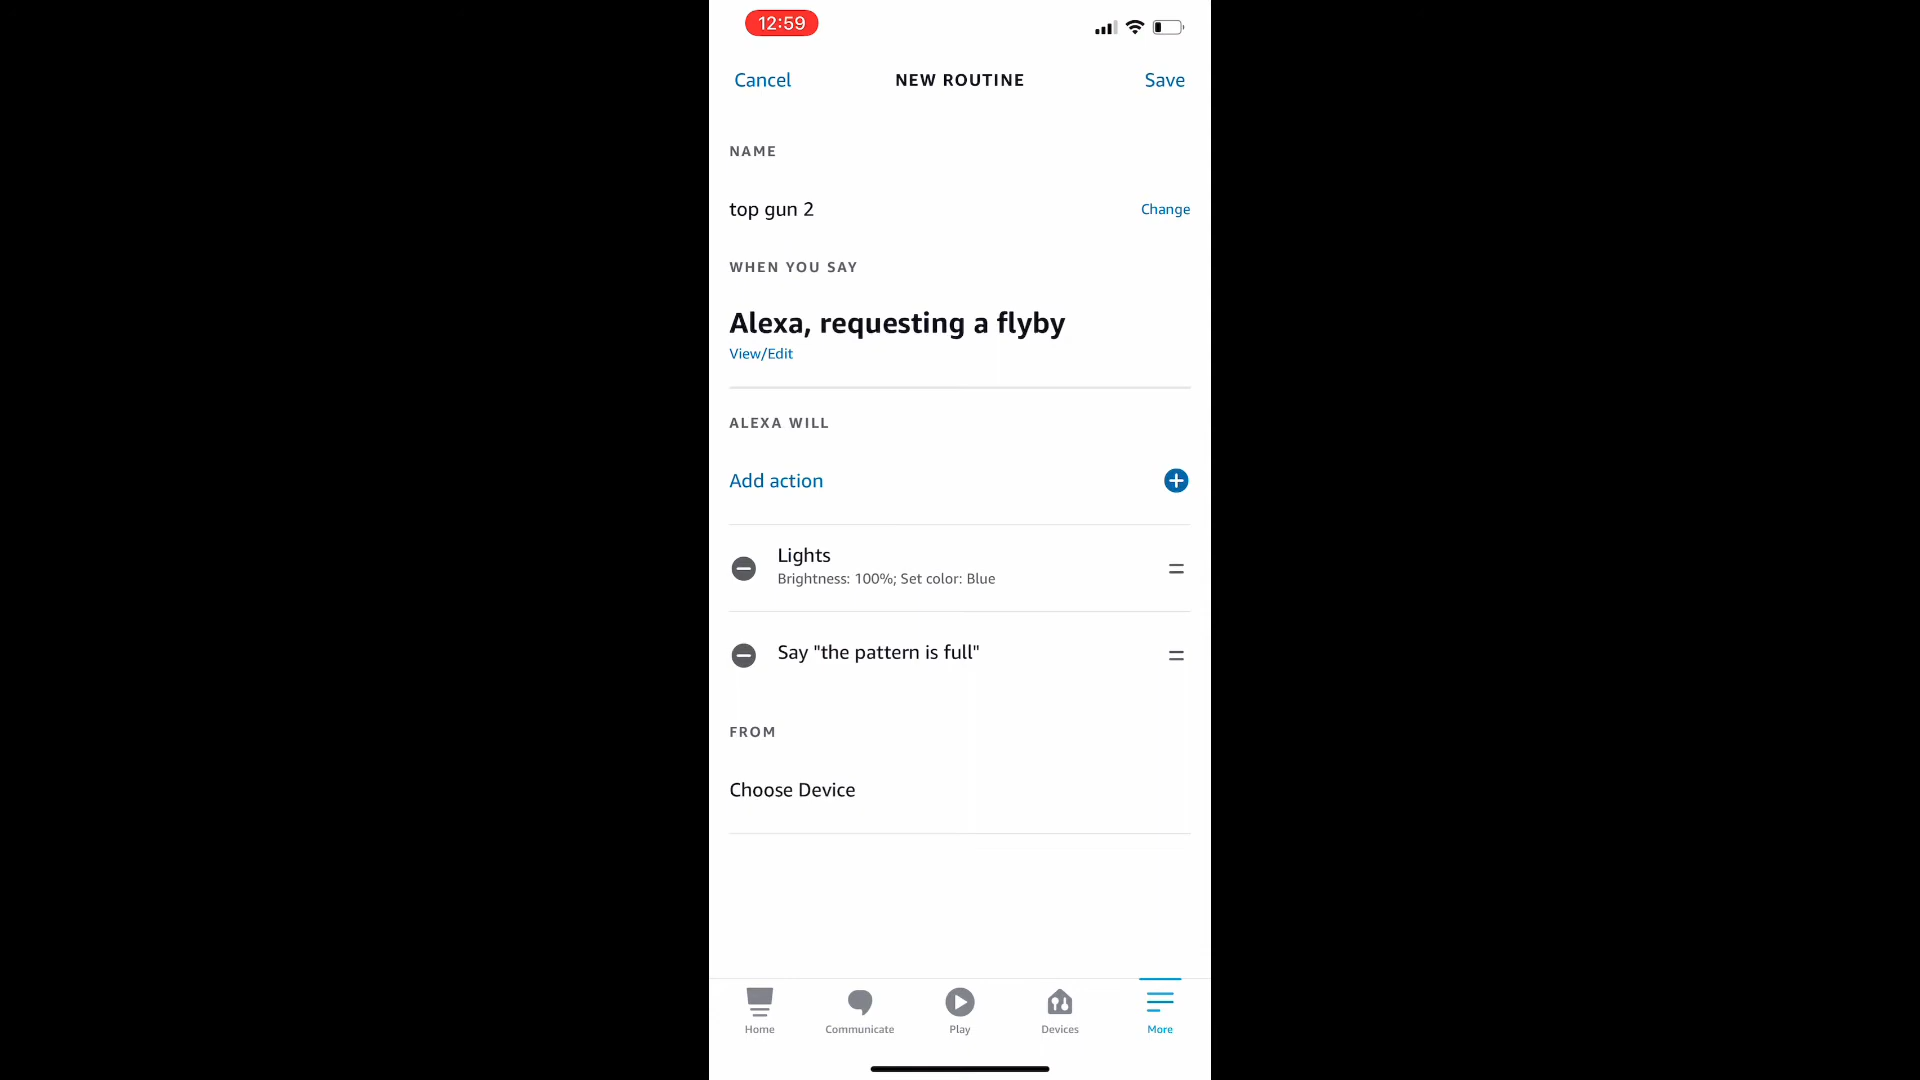 12:59
Cancel NEW ROUTINE Save
NAME
top gun 2 Change
WHEN YOU SAY
Alexa, requesting a flyby
View/Edit
ALEXA WILL
Add action
Lights
Brightness: 100%; Set color: Blue
Say "the pattern is full"
FROM
Choose Device
Home Communicate Play Devices More